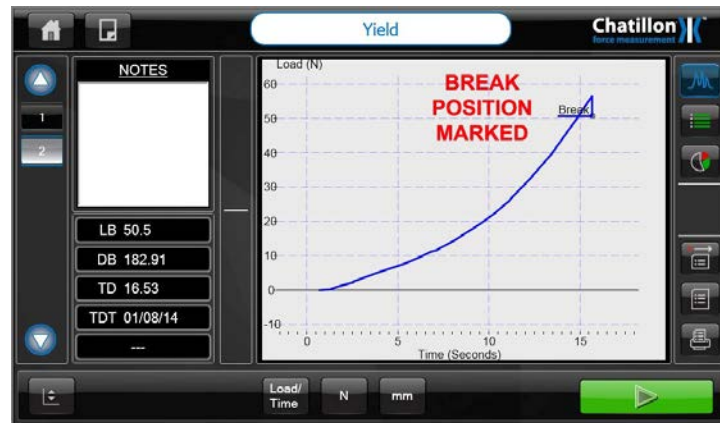 Yield
Chatillon
force measurement
NOTES
1
2
LB 50.5
DB 182.91
TD 16.53
TDT 01/08/14
---
Load (N)
BREAK
POSITION
MARKED
Break
60
50
40
30
20
10
0
-10
0 5 10 15
Time (Seconds)
Load/
Time
N
mm